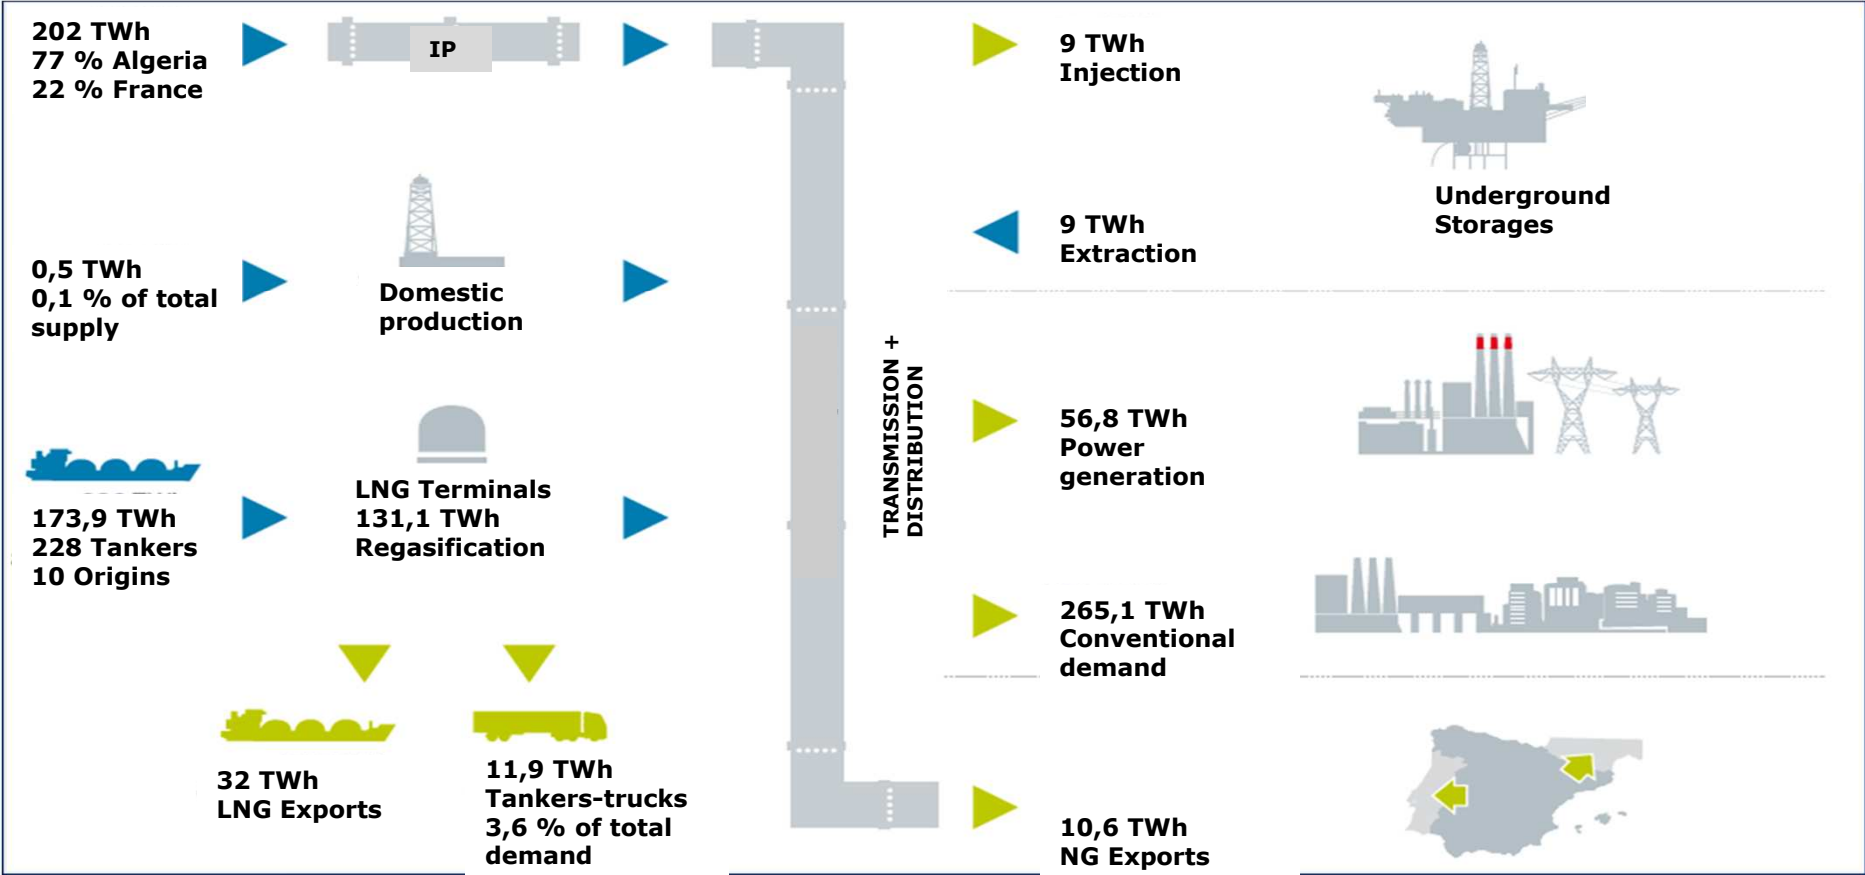 202 TWh
77 % Algeria
22 % France
IP
9 TWh
Injection
Underground
Storages
9 TWh
Extraction
0,5 TWh
0,1 % of total
supply
Domestic
production
TRANSMISSION +
DISTRIBUTION
56,8 TWh
Power
generation
173,9 TWh
228 Tankers
10 Origins
LNG Terminals
131,1 TWh
Regasification
265,1 TWh
Conventional
demand
32 TWh
LNG Exports
11,9 TWh
Tankers-trucks
3,6 % of total
demand
10,6 TWh
NG Exports